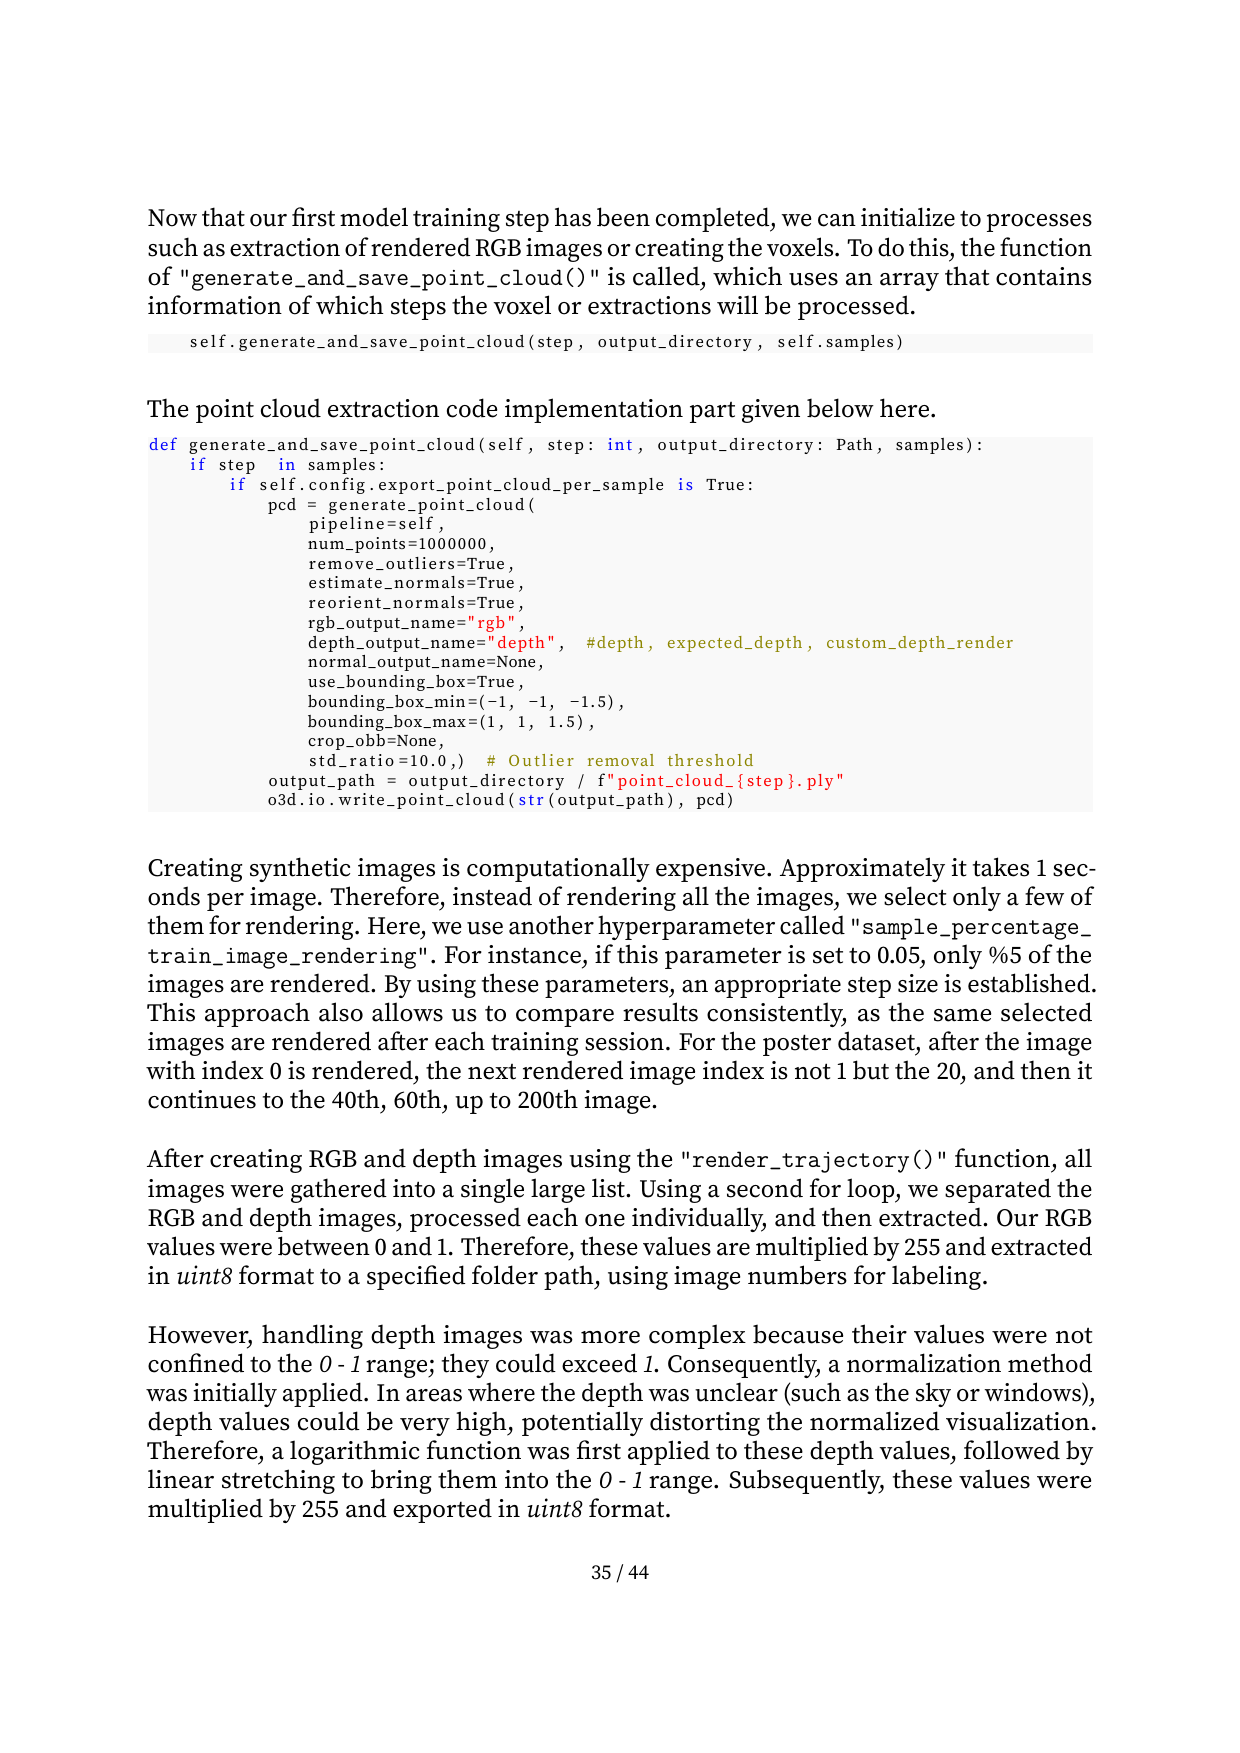 Now that our first model training step has been completed, we can initialize to processes
such as extraction of rendered RGB images or creating the voxels. To do this, the function
of "generate_and_save_point_cloud()" is called, which uses an array that contains
information of which steps the voxel or extractions will be processed.
self.generate_and_save_point_cloud(step, output_directory, self.samples)
The point cloud extraction code implementation part given below here.
def generate_and_save_point_cloud(self, step: int, output_directory: Path, samples):
    if step  in samples:
        if self.config.export_point_cloud_per_sample is True:
            pcd = generate_point_cloud(
                pipeline=self,
                num_points=1000000,
                remove_outliers=True,
                estimate_normals=True,
                reorient_normals=True,
                rgb_output_name="rgb",
                depth_output_name="depth",  #depth, expected_depth, custom_depth_render
                normal_output_name=None,
                use_bounding_box=True,
                bounding_box_min=(−1, −1, −1.5),
                bounding_box_max=(1, 1, 1.5),
                crop_obb=None,
                std_ratio=10.0,)  # Outlier removal threshold
            output_path = output_directory / f"point_cloud_{step}.ply"
            o3d.io.write_point_cloud(str(output_path), pcd)
Creating synthetic images is computationally expensive. Approximately it takes 1 sec-
onds per image. Therefore, instead of rendering all the images, we select only a few of
them for rendering. Here, we use another hyperparameter called "sample_percentage_
train_image_rendering". For instance, if this parameter is set to 0.05, only %5 of the
images are rendered. By using these parameters, an appropriate step size is established.
This approach also allows us to compare results consistently, as the same selected
images are rendered after each training session. For the poster dataset, after the image
with index 0 is rendered, the next rendered image index is not 1 but the 20, and then it
continues to the 40th, 60th, up to 200th image.
After creating RGB and depth images using the "render_trajectory()" function, all
images were gathered into a single large list. Using a second for loop, we separated the
RGB and depth images, processed each one individually, and then extracted. Our RGB
values were between 0 and 1. Therefore, these values are multiplied by 255 and extracted
in uint8 format to a specified folder path, using image numbers for labeling.
However, handling depth images was more complex because their values were not
confined to the 0 - 1 range; they could exceed 1. Consequently, a normalization method
was initially applied. In areas where the depth was unclear (such as the sky or windows),
depth values could be very high, potentially distorting the normalized visualization.
Therefore, a logarithmic function was first applied to these depth values, followed by
linear stretching to bring them into the 0 - 1 range. Subsequently, these values were
multiplied by 255 and exported in uint8 format.
35 / 44